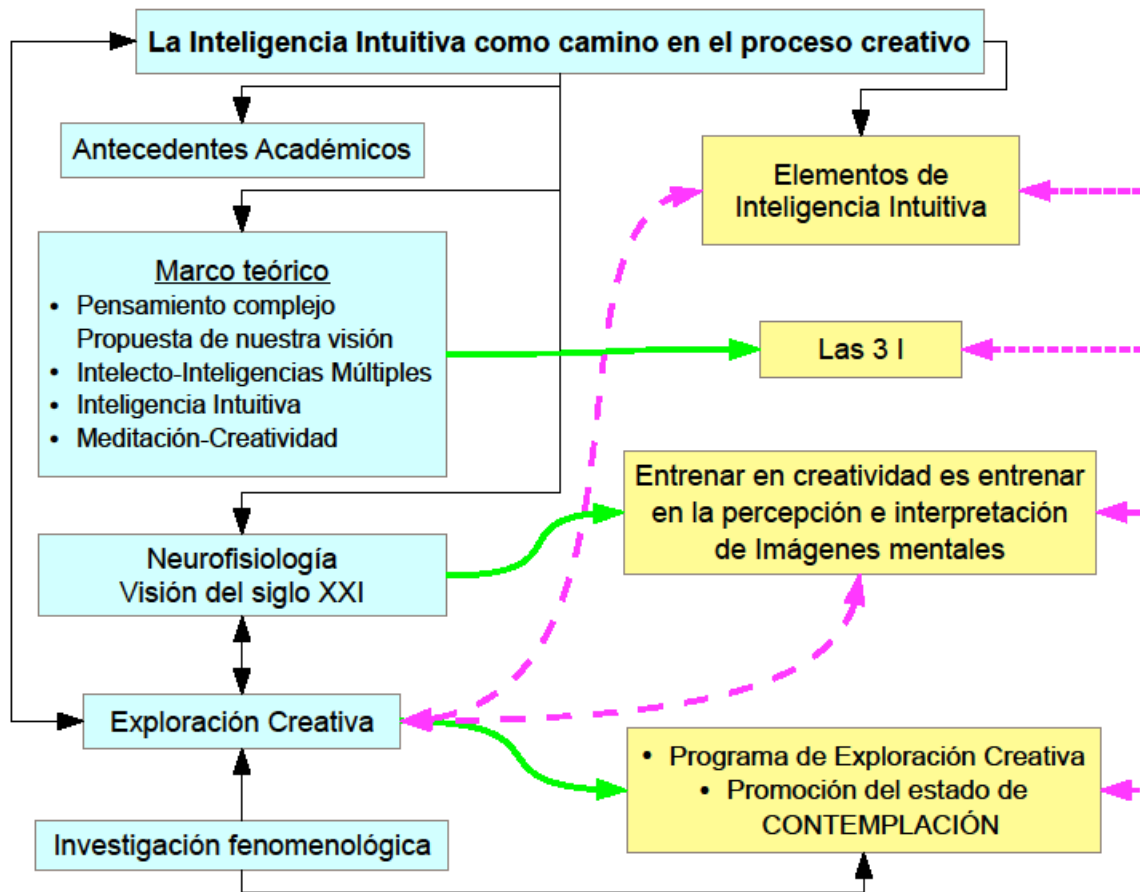 La Inteligencia Intuitiva como camino en el proceso creativo
Antecedentes Académicos
Elementos de
Inteligencia Intuitiva
Marco teórico
• Pensamiento complejo
Propuesta de nuestra visión
• Intelecto-Inteligencias Múltiples
• Inteligencia Intuitiva
• Meditación-Creatividad
Las 3 I
Entrenar en creatividad es entrenar
en la percepción e interpretación
de Imágenes mentales
Neurofisiología
Visión del siglo XXI
Exploración Creativa
• Programa de Exploración Creativa
• Promoción del estado de
CONTEMPLACIÓN
Investigación fenomenológica